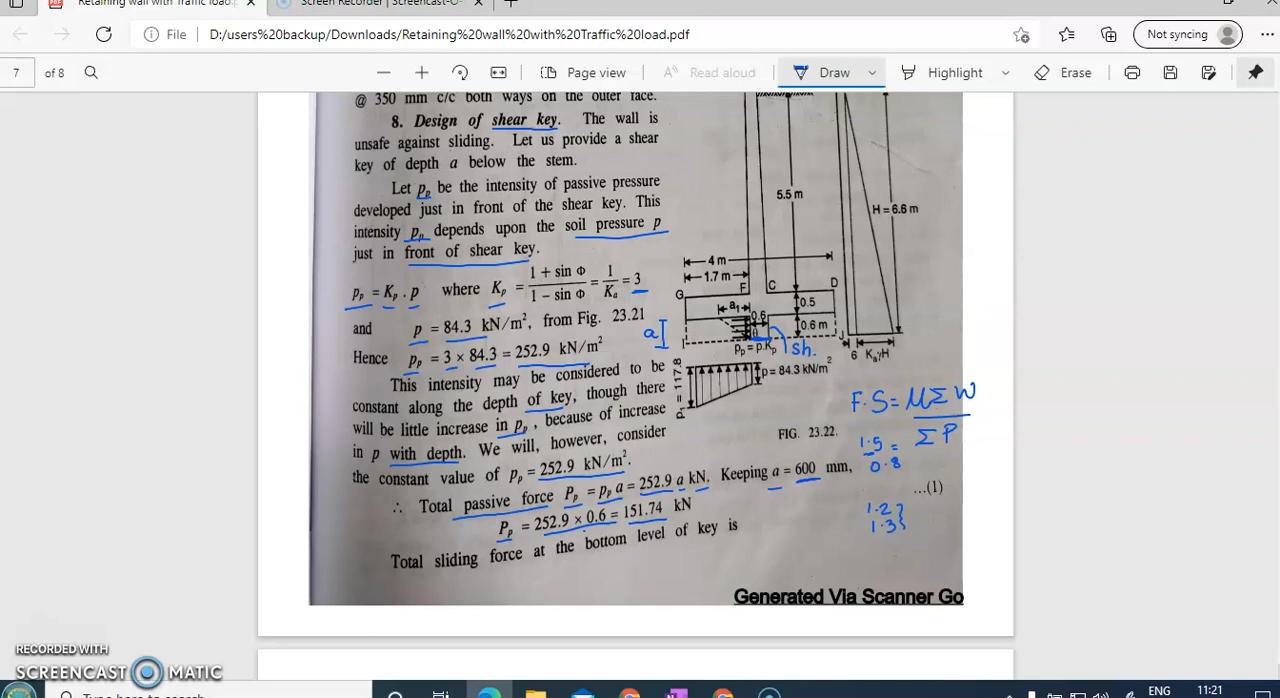 Retaining wall with Traffic load.
Screen Recorder | Screencast-O-
File D:/users%20backup/Downloads/Retaining%20wall%20with%20Traffic%20load.pdf Not syncing
7 of 8 Page view Read aloud Draw Highlight Erase
@ 350 mm c/c both ways on the outer face.
8. Design of shear key. The wall is
unsafe against sliding. Let us provide a shear
key of depth a below the stem.
Let pp be the intensity of passive pressure
developed just in front of the shear key. This
intensity pp depends upon the soil pressure p
just in front of shear key.
pp = Kp . p where Kp = 1 + sin Φ / 1 − sin Φ = 1 / Ka = 3
and p = 84.3 kN/m², from Fig. 23.21
Hence pp = 3 × 84.3 = 252.9 kN/m²
This intensity may be considered to be
constant along the depth of key, though there
will be little increase in pp, because of increase
in p with depth. We will, however, consider
the constant value of pp = 252.9 kN/m².
∴ Total passive force Pp = pp a = 252.9 a kN. Keeping a = 600 mm,
Pp = 252.9 × 0.6 = 151.74 kN ...(1)
Total sliding force at the bottom level of key is
5.5 m
H = 6.6 m
4 m
1.7 m
G F C D
a1 0.5
0.6
0.6 m
a
I J
pp = p.Kp sh.
6 KaγH
P1 = 117.8
p = 84.3 kN/m²
FIG. 23.22.
F.S = μΣW / ΣP
1.5 =
0.8
1.2}
1.3}
Generated Via Scanner Go
RECORDED WITH
SCREENCAST MATIC
Type here to search
ENG 11:21